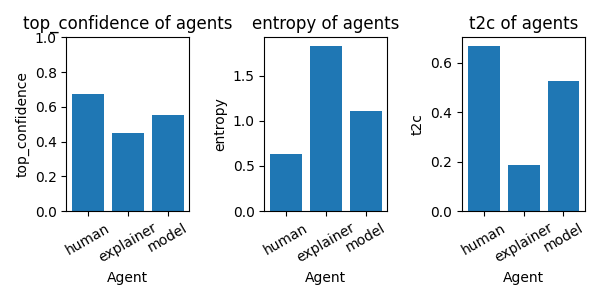 top_confidence of agents
top_confidence
1.0
0.8
0.6
0.4
0.2
0.0
human
explainer
model
Agent
entropy of agents
entropy
1.5
1.0
0.5
0.0
human
explainer
model
Agent
t2c of agents
t2c
0.6
0.4
0.2
0.0
human
explainer
model
Agent